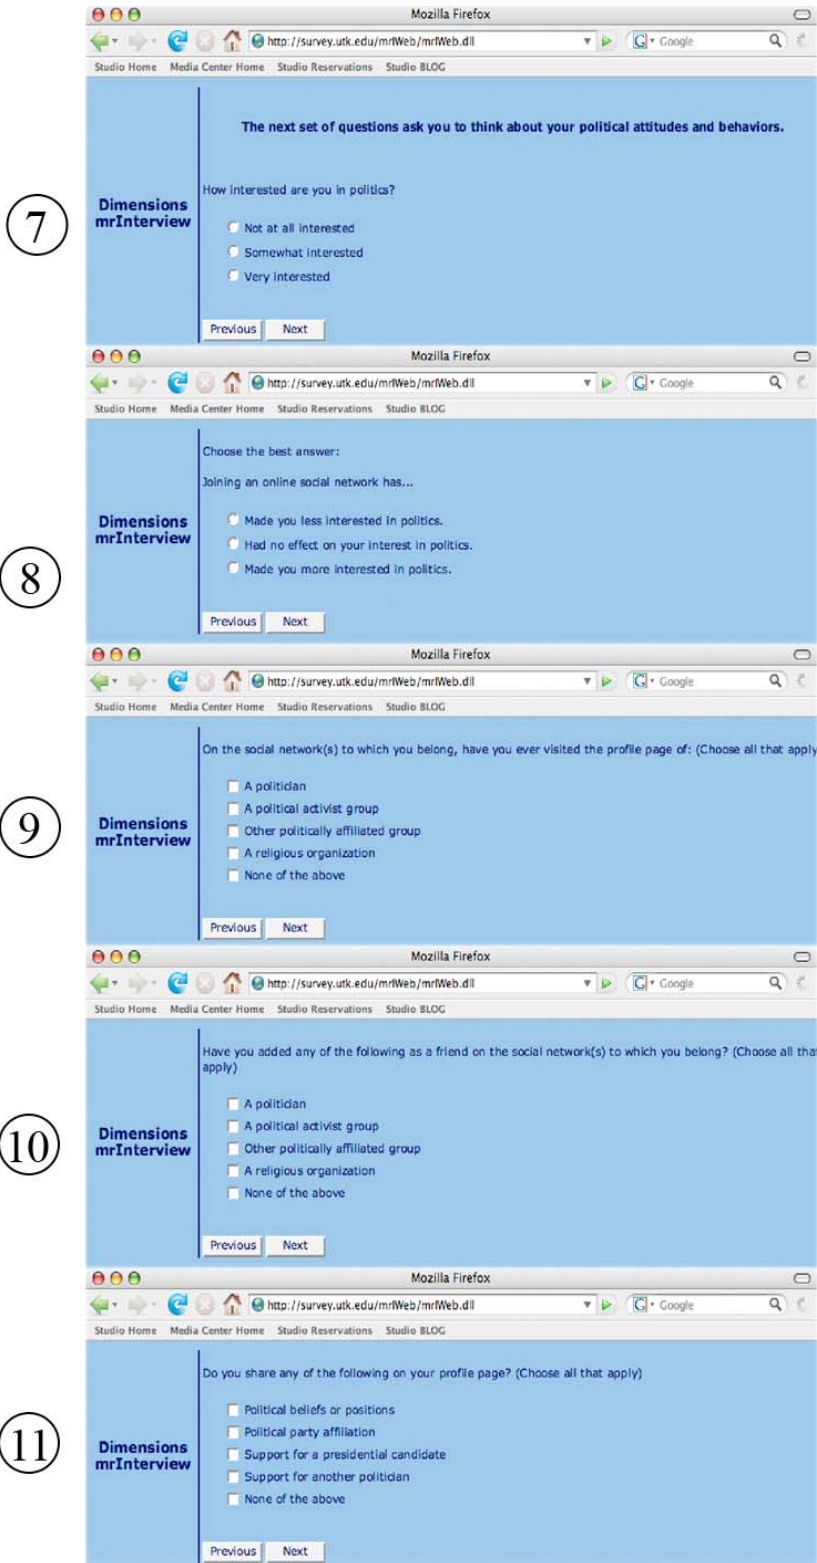 Mozilla Firefox
http://survey.utk.edu/mrIWeb/mrIWeb.dll
Google
Studio Home Media Center Home Studio Reservations Studio BLOG
The next set of questions ask you to think about your political attitudes and behaviors.
7
Dimensions
mrInterview
How interested are you in politics?
Not at all interested
Somewhat interested
Very interested
Previous Next
Mozilla Firefox
http://survey.utk.edu/mrIWeb/mrIWeb.dll
Google
Studio Home Media Center Home Studio Reservations Studio BLOG
8
Dimensions
mrInterview
Choose the best answer:
Joining an online social network has...
Made you less interested in politics.
Had no effect on your interest in politics.
Made you more interested in politics.
Previous Next
Mozilla Firefox
http://survey.utk.edu/mrIWeb/mrIWeb.dll
Google
Studio Home Media Center Home Studio Reservations Studio BLOG
9
Dimensions
mrInterview
On the social network(s) to which you belong, have you ever visited the profile page of: (Choose all that apply
A politician
A political activist group
Other politically affiliated group
A religious organization
None of the above
Previous Next
Mozilla Firefox
http://survey.utk.edu/mrIWeb/mrIWeb.dll
Google
Studio Home Media Center Home Studio Reservations Studio BLOG
10
Dimensions
mrInterview
Have you added any of the following as a friend on the social network(s) to which you belong? (Choose all that
apply)
A politician
A political activist group
Other politically affiliated group
A religious organization
None of the above
Previous Next
Mozilla Firefox
http://survey.utk.edu/mrIWeb/mrIWeb.dll
Google
Studio Home Media Center Home Studio Reservations Studio BLOG
11
Dimensions
mrInterview
Do you share any of the following on your profile page? (Choose all that apply)
Political beliefs or positions
Political party affiliation
Support for a presidential candidate
Support for another politician
None of the above
Previous Next